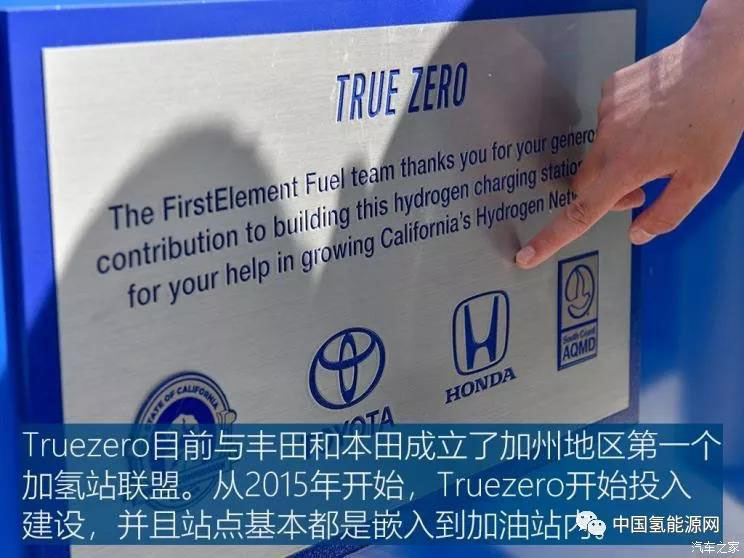 TRUE ZERO
The FirstElement Fuel team thanks you for your
contribution to building this hydrogen charging
for your help in growing California's Hydrogen
STATE OF CALIFORNIA
HONDA
South Coast
AQMD
Truezero目前与丰田和本田成立了加州地区第一个
加氢站联盟。从2015年开始，Truezero开始投入
建设，并且站点基本都是嵌入到加油站内
中国氢能源网
汽车之家